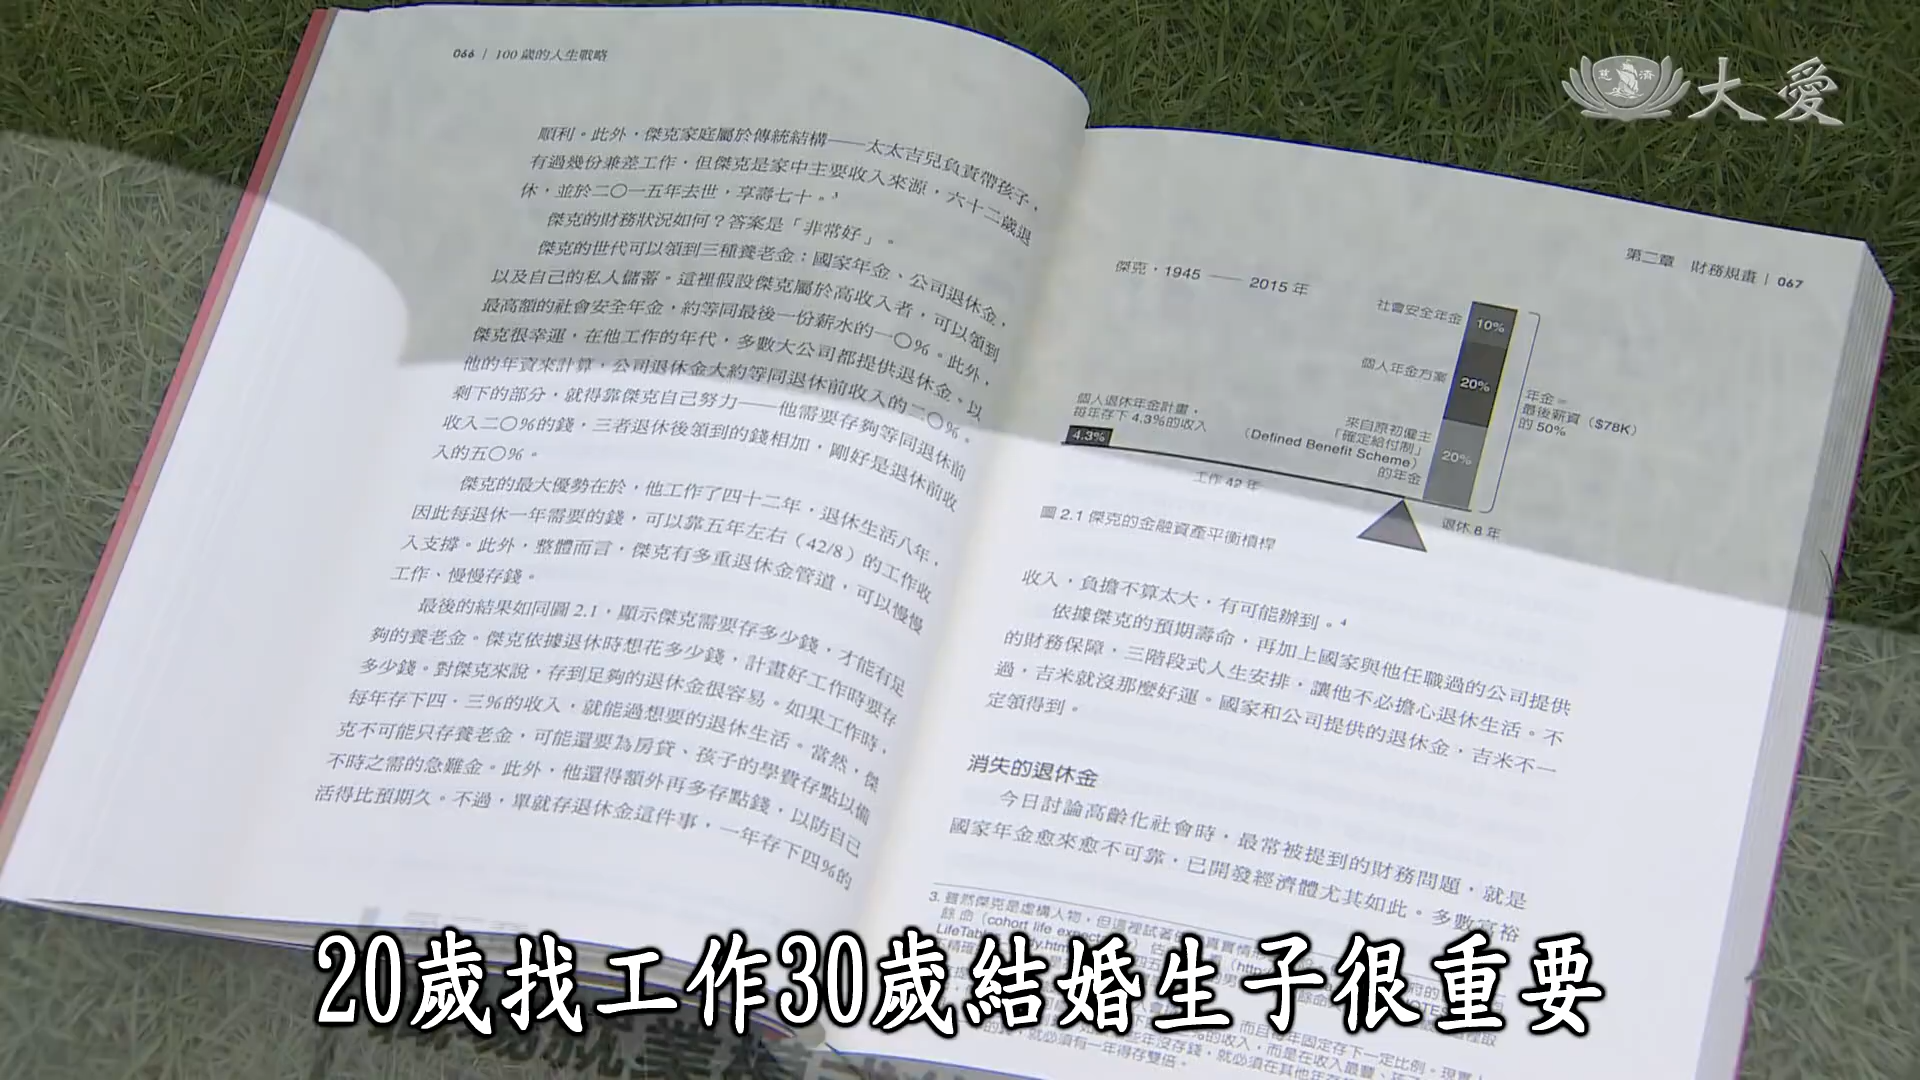 慈 濟
大愛
066 / 100 歲的人生戰略
順利。此外，傑克家庭屬於傳統結構——太太吉兒負責帶孩子，
有過幾份兼差工作，但傑克是家中主要收入來源，六十二歲退
休，並於二〇一五年去世，享壽七十。3
傑克的財務狀況如何？答案是「非常好」。
傑克的世代可以領到三種養老金：國家年金、公司退休金，
以及自己的私人儲蓄。這裡假設傑克屬於高收入者，可以領到
最高額的社會安全年金，約等同最後一份薪水的一〇%。此外，
傑克很幸運，在他工作的年代，多數大公司都提供退休金。以
他的年資來計算，公司退休金大約等同退休前收入的二〇%。
剩下的部分，就得靠傑克自己努力——他需要存夠等同退休前
收入二〇%的錢，三者退休後領到的錢相加，剛好是退休前收
入的五〇%。
傑克的最大優勢在於，他工作了四十二年，退休生活八年，
因此每退休一年需要的錢，可以靠五年左右（42/8）的工作收
入支撐。此外，整體而言，傑克有多重退休金管道，可以慢慢
工作、慢慢存錢。
最後的結果如同圖 2.1，顯示傑克需要存多少錢，才能有足
夠的養老金。傑克依據退休時想花多少錢，計畫好工作時要存
多少錢。對傑克來說，存到足夠的退休金很容易。如果工作時，
每年存下四．三%的收入，就能過想要的退休生活。當然，傑
克不可能只存養老金，可能還要為房貸、孩子的學費存點以備
不時之需的急難金。此外，他還得額外再多存點錢，以防自己
活得比預期久。不過，單就存退休金這件事，一年存下四%的
第二章　財務規畫 | 067
傑克，1945 —— 2015 年
社會安全年金
10%
個人年金方案
20%
年金＝
最後薪資（$78K）
的 50%
個人退休年金計畫，
每年存下 4.3%的收入
4.3%
來自原初僱主
「確定給付制」
（Defined Benefit Scheme）
的年金
20%
工作 42 年
退休 8 年
圖 2.1 傑克的金融資產平衡槓桿
收入，負擔不算太大，有可能辦到。4
依據傑克的預期壽命，再加上國家與他任職過的公司提供
的財務保障，三階段式人生安排，讓他不必擔心退休生活。不
過，吉米就沒那麼好運。國家和公司提供的退休金，吉米不一
定領得到。
消失的退休金
今日討論高齡化社會時，最常被提到的財務問題，就是
國家年金愈來愈不可靠，已開發經濟體尤其如此。多數富裕
3. 雖然傑克是虛構人物，但這裡試著
餘命（cohort life
20歲找工作30歲結婚生子很重要